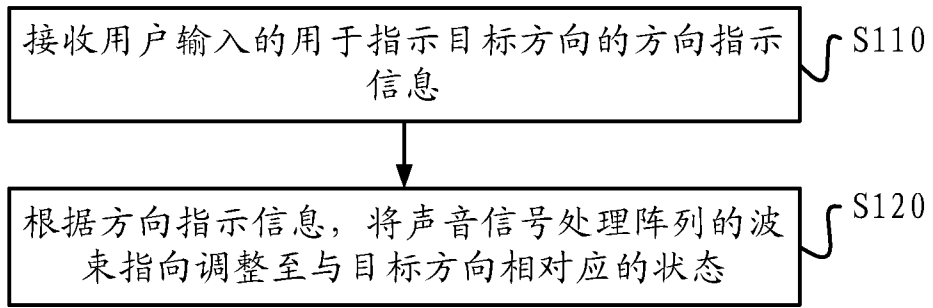 接收用户输入的用于指示目标方向的方向指示
信息
S110
根据方向指示信息，将声音信号处理阵列的波
束指向调整至与目标方向相对应的状态
S120